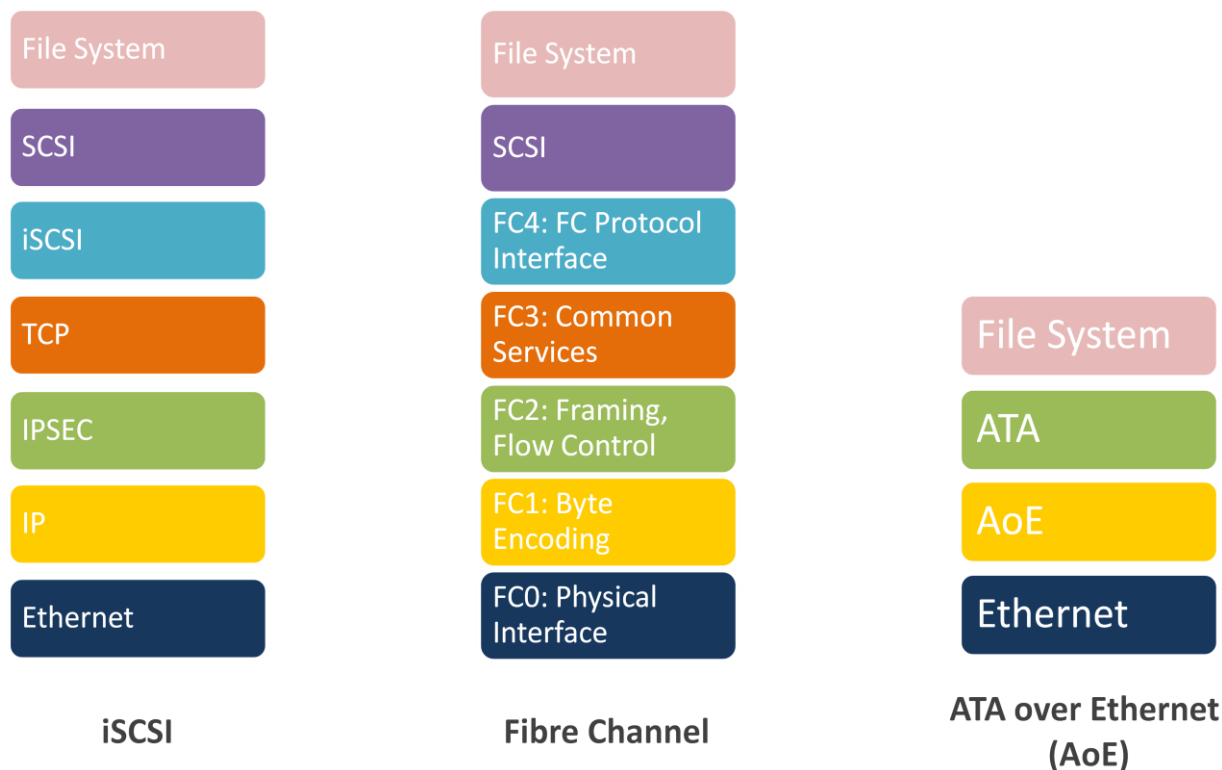 File System
SCSI
iSCSI
TCP
IPSEC
IP
Ethernet
iSCSI
File System
SCSI
FC4: FC Protocol
Interface
FC3: Common
Services
FC2: Framing,
Flow Control
FC1: Byte
Encoding
FC0: Physical
Interface
Fibre Channel
File System
ATA
AoE
Ethernet
ATA over Ethernet
(AoE)